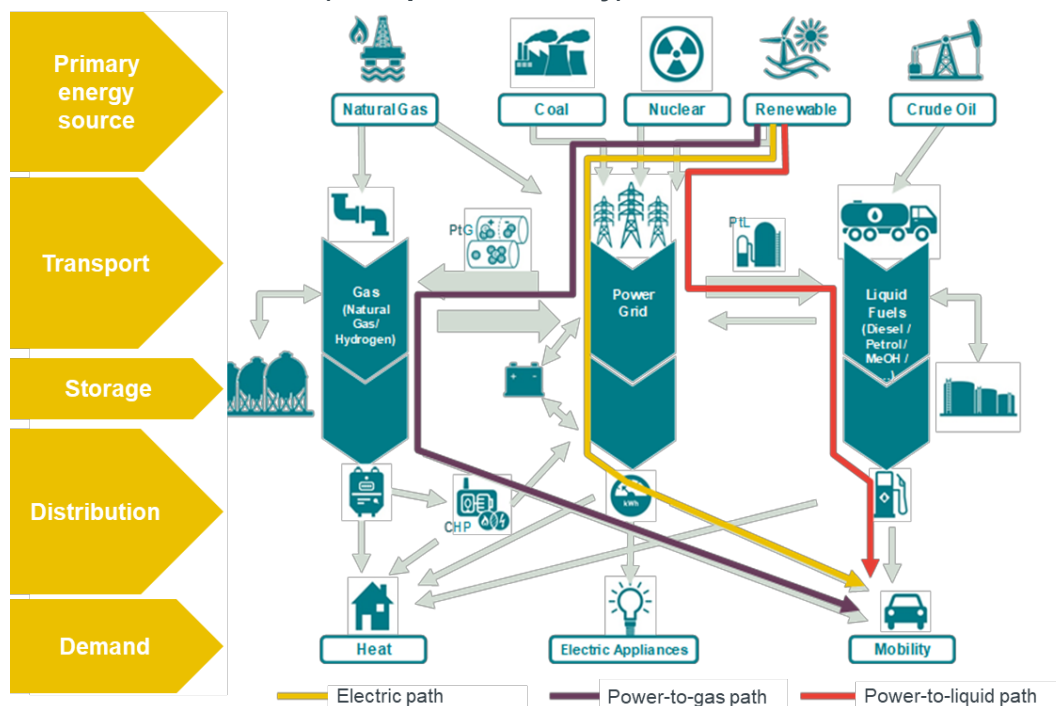 Primary
energy
source
Natural Gas
Coal
Nuclear
Renewable
Crude Oil
Transport
PtG
PtL
Gas
(Natural
Gas/
Hydrogen)
Power
Grid
Liquid
Fuels
(Diesel /
Petrol/
MeOH /
...)
Storage
+ -
Distribution
kWh
CHP
Demand
Heat
Electric Appliances
Mobility
Electric path
Power-to-gas path
Power-to-liquid path